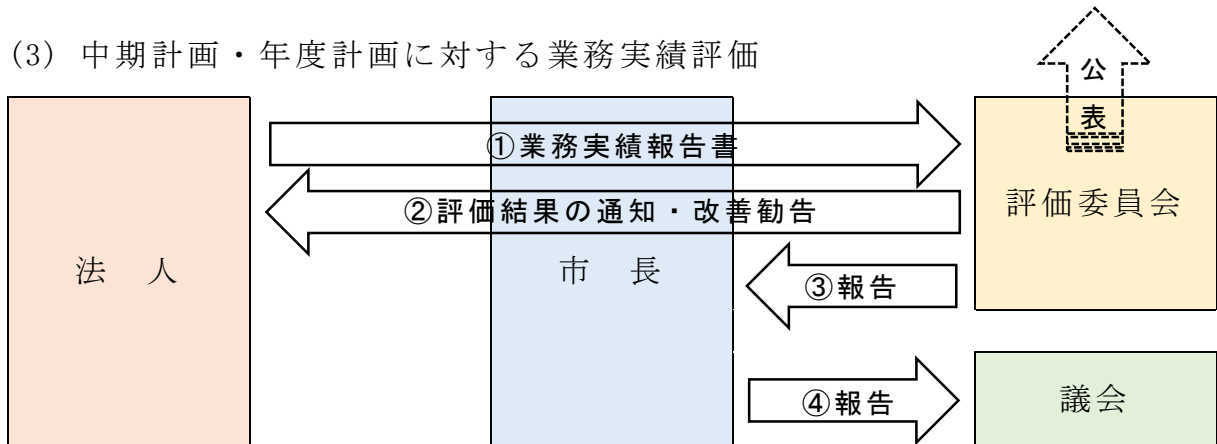 (3) 中期計画・年度計画に対する業務実績評価
公
表
①業務実績報告書
②評価結果の通知・改善勧告
評価委員会
法 人
市 長
③報告
④報告
議会